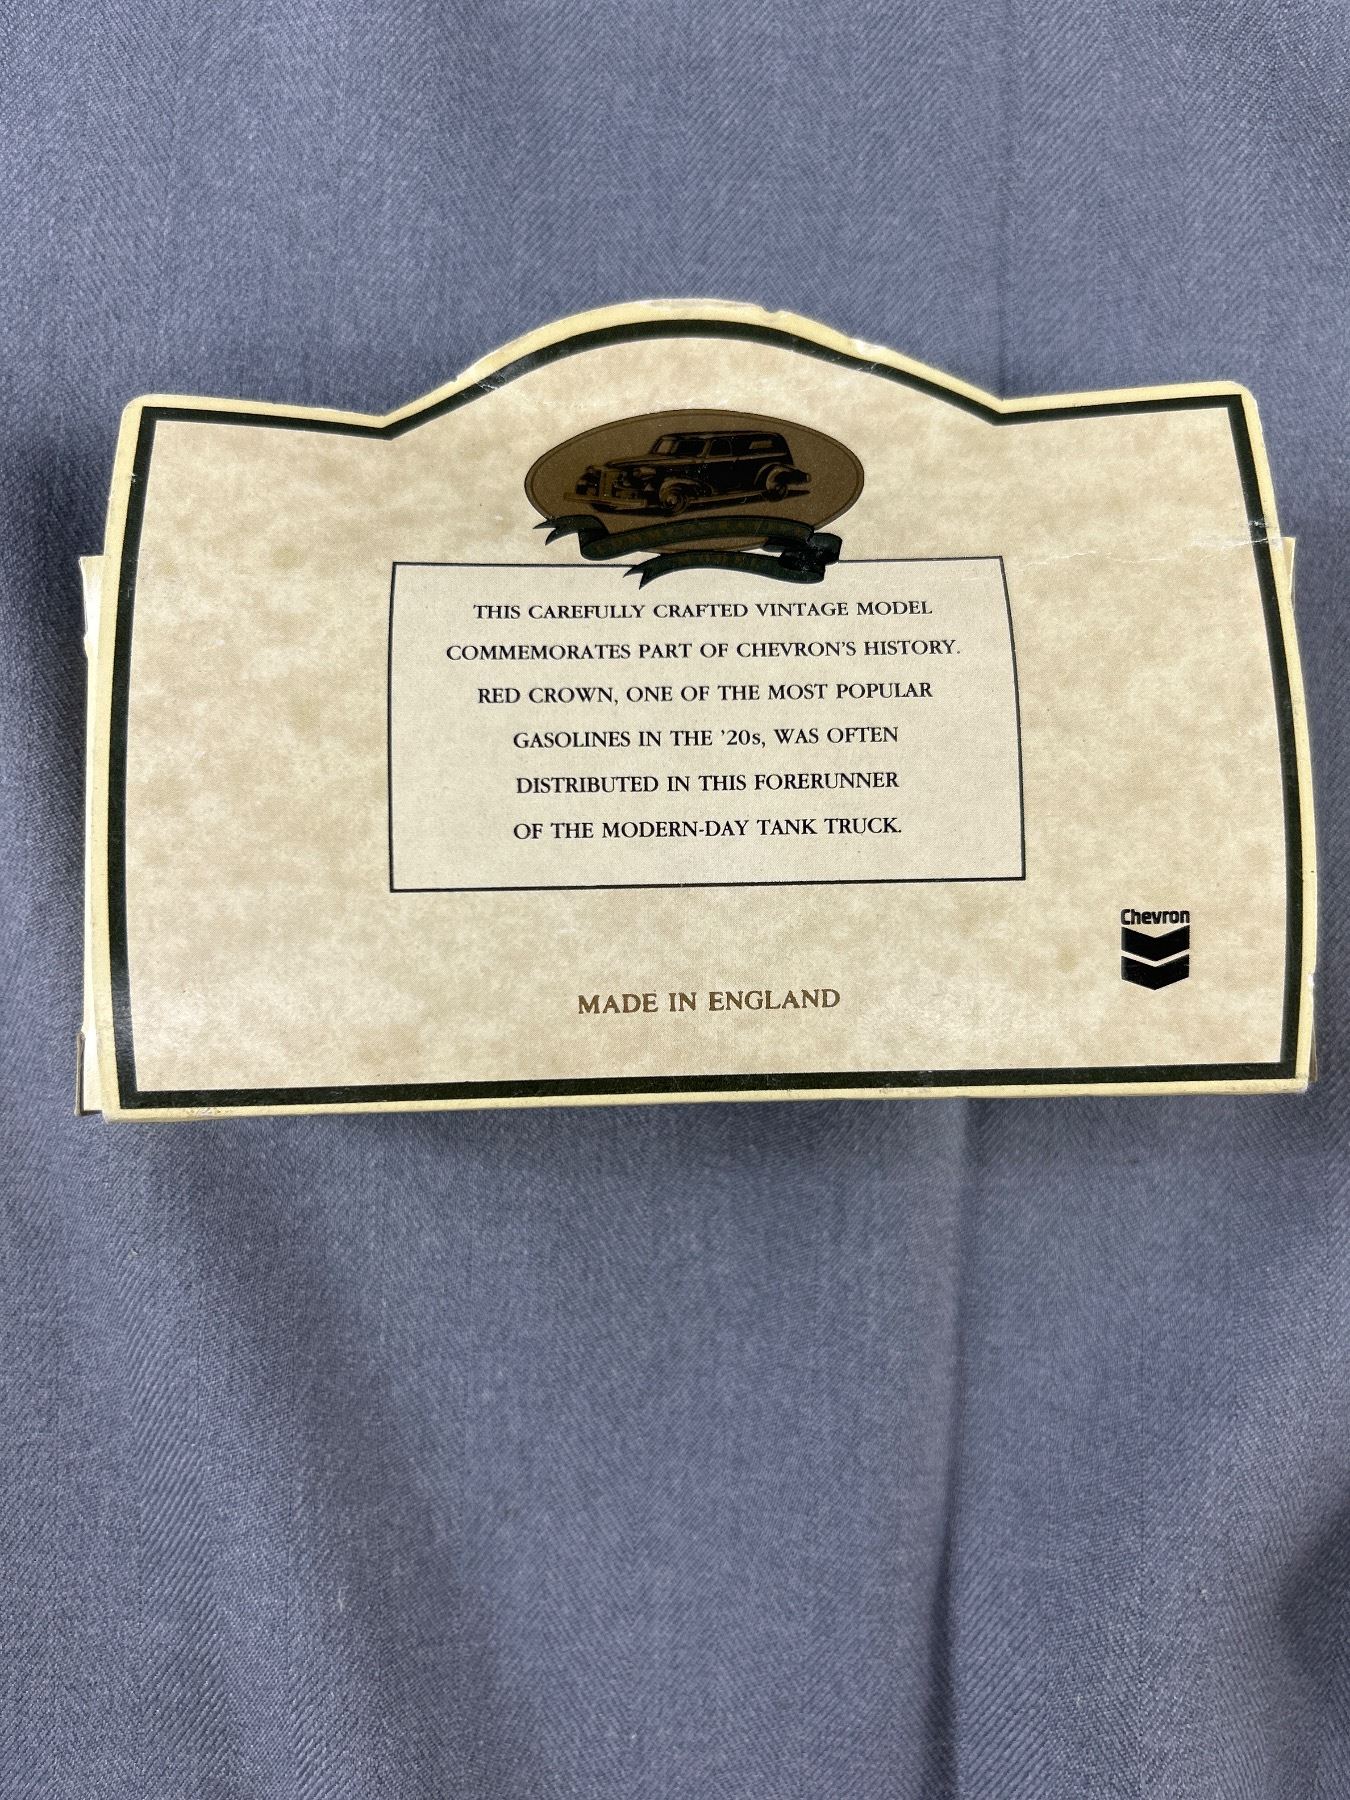 THIS CAREFULLY CRAFTED VINTAGE MODEL
COMMEMORATES PART OF CHEVRON'S HISTORY.
RED CROWN, ONE OF THE MOST POPULAR
GASOLINES IN THE '20s, WAS OFTEN
DISTRIBUTED IN THIS FORERUNNER
OF THE MODERN-DAY TANK TRUCK.
Chevron
MADE IN ENGLAND